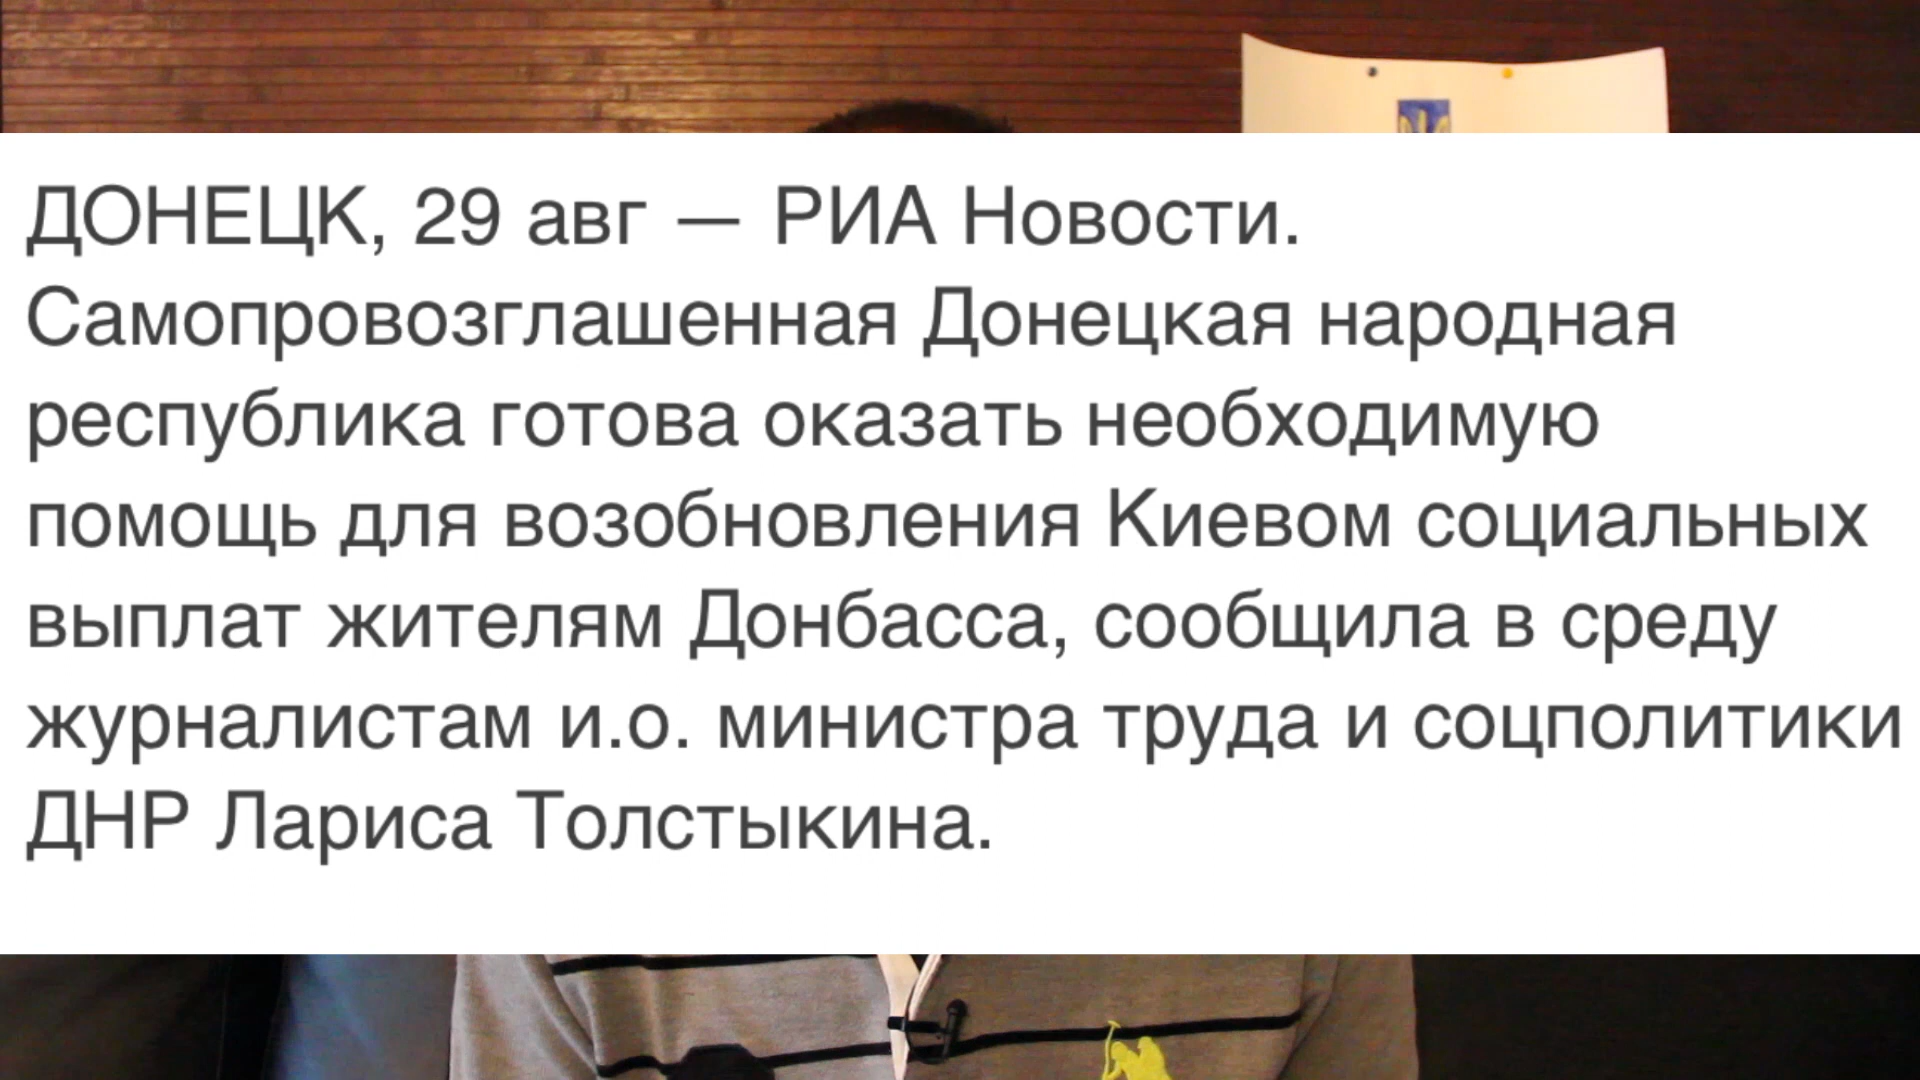 ДОНЕЦК, 29 авг — РИА Новости.
Самопровозглашенная Донецкая народная
республика готова оказать необходимую
помощь для возобновления Киевом социальных
выплат жителям Донбасса, сообщила в среду
журналистам и.о. министра труда и соцполитики
ДНР Лариса Толстыкина.